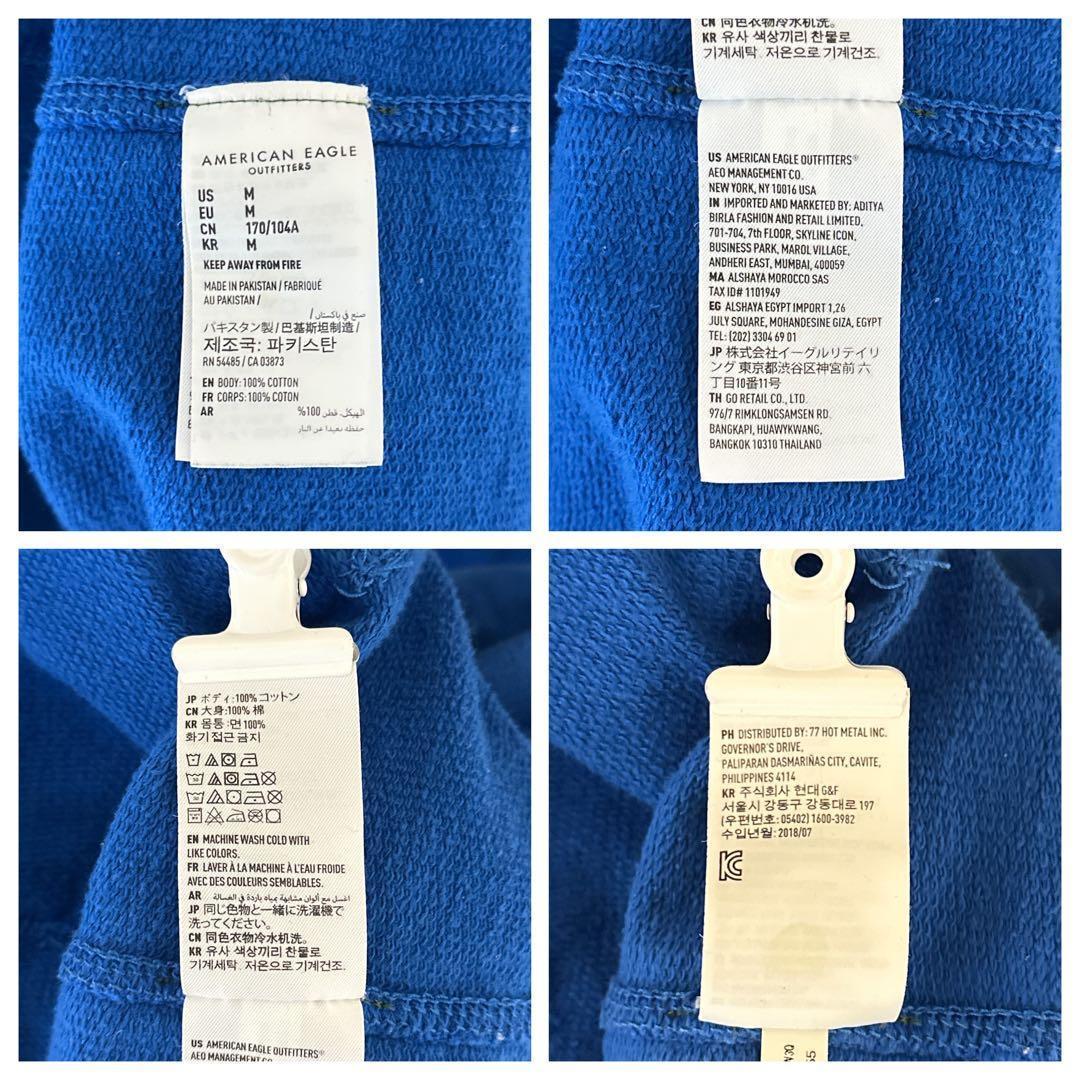 AMERICAN EAGLE
OUTFITTERS
US M
EU M
CN 170/104A
KR M
KEEP AWAY FROM FIRE
MADE IN PAKISTAN / FABRIQUÉ
AU PAKISTAN /
صنع في باكستان /
パキスタン製 / 巴基斯坦制造 /
제조국: 파키스탄
RN 54485 / CA 03873
EN BODY: 100% COTTON
FR CORPS: 100% COTON
AR الهيكل: قطن 100%
حفظه بعيدا عن النار
CN 同色衣物冷水机洗。
KR 유사 색상끼리 찬물로
기계세탁. 저온으로 기계건조.
US AMERICAN EAGLE OUTFITTERS®
AEO MANAGEMENT CO.
NEW YORK, NY 10016 USA
IN IMPORTED AND MARKETED BY: ADITYA
BIRLA FASHION AND RETAIL LIMITED,
701-704, 7th FLOOR, SKYLINE ICON,
BUSINESS PARK, MAROL VILLAGE,
ANDHERI EAST, MUMBAI, 400059
MA ALSHAYA MOROCCO SAS
TAX ID# 1101949
EG ALSHAYA EGYPT IMPORT 1,26
JULY SQUARE, MOHANDESINE GIZA, EGYPT
TEL: (202) 3304 69 01
JP 株式会社イーグルリテイリ
ング 東京都渋谷区神宮前 六
丁目10番11号
TH GO RETAIL CO., LTD.
976/7 RIMKLONGSAMSEN RD.
BANGKAPI, HUAWYKWANG,
BANGKOK 10310 THAILAND
JP ボディ:100% コットン
CN 大身:100% 棉
KR 몸통 :면 100%
화기 접근 금지
EN MACHINE WASH COLD WITH
LIKE COLORS.
FR LAVER À LA MACHINE À L'EAU FROIDE
AVEC DES COULEURS SEMBLABLES.
AR اغسل مع ألوان مشابهة بمياه باردة في الغسالة
JP 同じ色物と一緒に洗濯機で
洗ってください。
CN 同色衣物冷水机洗。
KR 유사 색상끼리 찬물로
기계세탁. 저온으로 기계건조.
US AMERICAN EAGLE OUTFITTERS®
AEO MANAGEMENT CO.
PH DISTRIBUTED BY: 77 HOT METAL INC.
GOVERNOR'S DRIVE,
PALIPARAN DASMARIÑAS CITY, CAVITE,
PHILIPPINES 4114
KR 주식회사 현대 G&F
서울시 강동구 강동대로 197
(우편번호: 05402) 1600-3982
수입년월: 2018/07